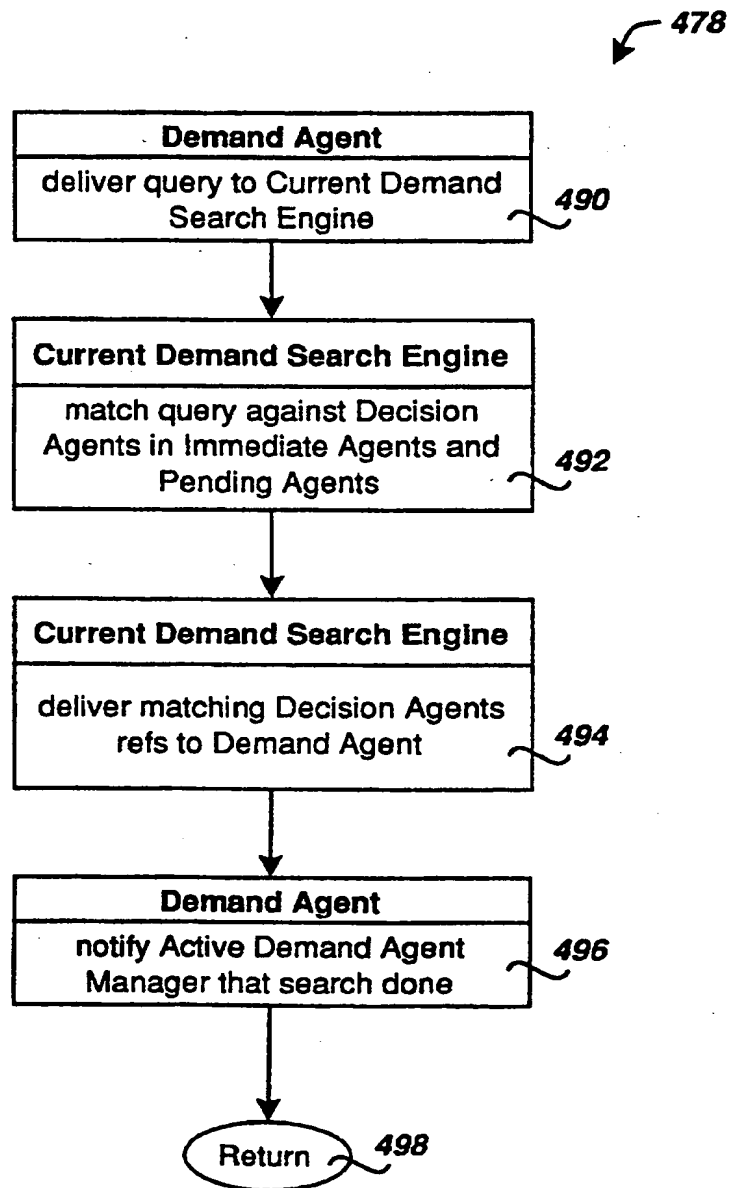 478
Demand Agent
deliver query to Current Demand
Search Engine
490
Current Demand Search Engine
match query against Decision
Agents in Immediate Agents and
Pending Agents
492
Current Demand Search Engine
deliver matching Decision Agents
refs to Demand Agent
494
Demand Agent
notify Active Demand Agent
Manager that search done
496
Return
498